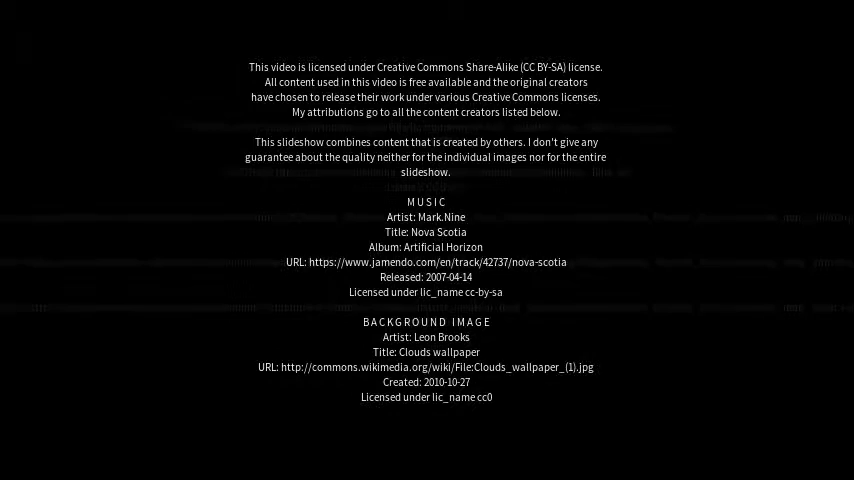 This video is licensed under Creative Commons Share-Alike (CC BY-SA) license.
All content used in this video is free available and the original creators
have chosen to release their work under various Creative Commons licenses.
My attributions go to all the content creators listed below.
This slideshow combines content that is created by others. I don't give any
guarantee about the quality neither for the individual images nor for the entire
slideshow.
MUSIC
Artist: Mark.Nine
Title: Nova Scotia
Album: Artificial Horizon
URL: https://www.jamendo.com/en/track/42737/nova-scotia
Released: 2007-04-14
Licensed under lic_name cc-by-sa
BACKGROUND IMAGE
Artist: Leon Brooks
Title: Clouds wallpaper
URL: http://commons.wikimedia.org/wiki/File:Clouds_wallpaper_(1).jpg
Created: 2010-10-27
Licensed under lic_name cc0